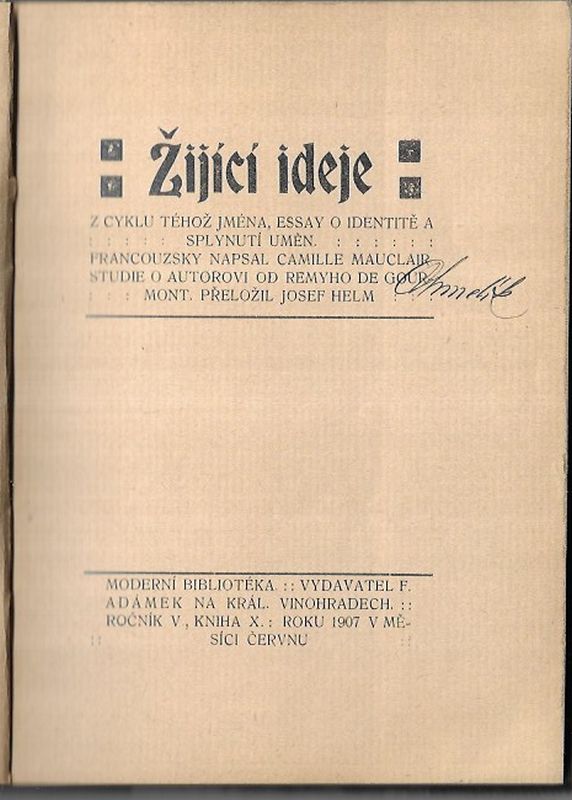 Žijící ideje
Z CYKLU TÉHOŽ JMÉNA, ESSAY O IDENTITĚ A
: : : : : SPLYNUTÍ UMĚN. : : : : : :
FRANCOUZSKY NAPSAL CAMILLE MAUCLAIR.
STUDIE O AUTOROVI OD REMYHO DE GOUR-
: : : MONT. PŘELOŽIL JOSEF HELM : : :
MODERNÍ BIBLIOTÉKA. :: VYDAVATEL F.
ADÁMEK NA KRÁL. VINOHRADECH. ::
ROČNÍK V., KNIHA X. : ROKU 1907 V MĚ-
:: SÍCI ČERVNU ::